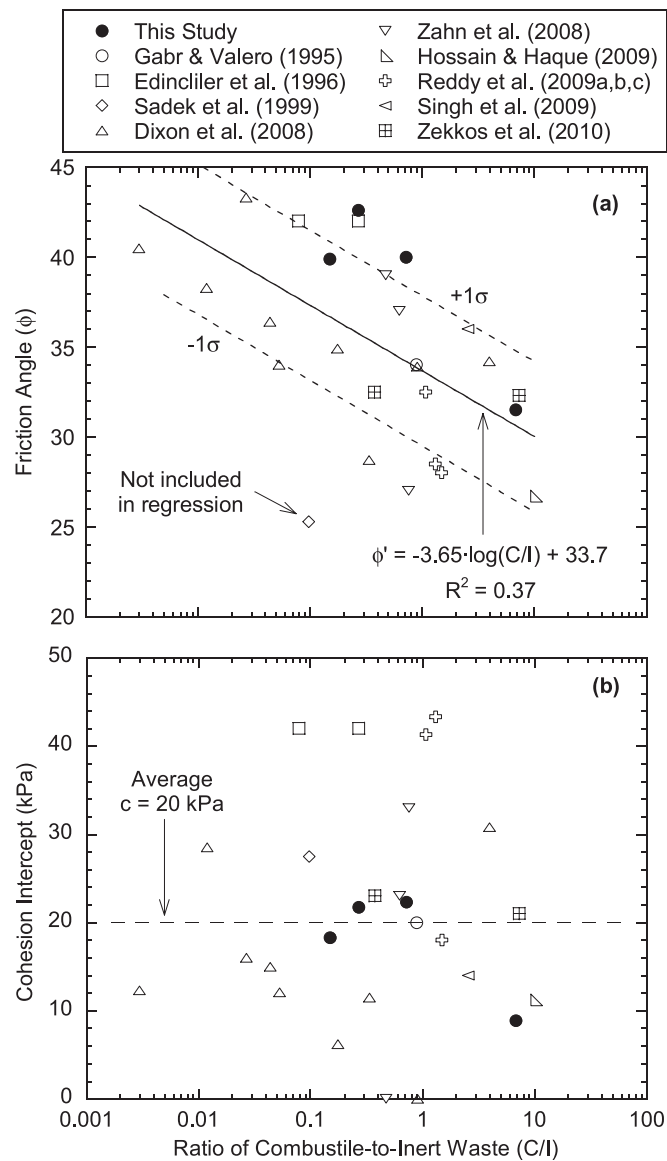 This Study
Gabr & Valero (1995)
Edincliler et al. (1996)
Sadek et al. (1999)
Dixon et al. (2008)
Zahn et al. (2008)
Hossain & Haque (2009)
Reddy et al. (2009a,b,c)
Singh et al. (2009)
Zekkos et al. (2010)
45
40
35
30
25
20
Friction Angle (ϕ)
(a)
+1σ
-1σ
Not included
in regression
ϕ' = -3.65·log(C/I) + 33.7
R² = 0.37
50
40
30
20
10
0
Cohesion Intercept (kPa)
(b)
Average
c = 20 kPa
0.001
0.01
0.1
1
10
100
Ratio of Combustile-to-Inert Waste (C/I)